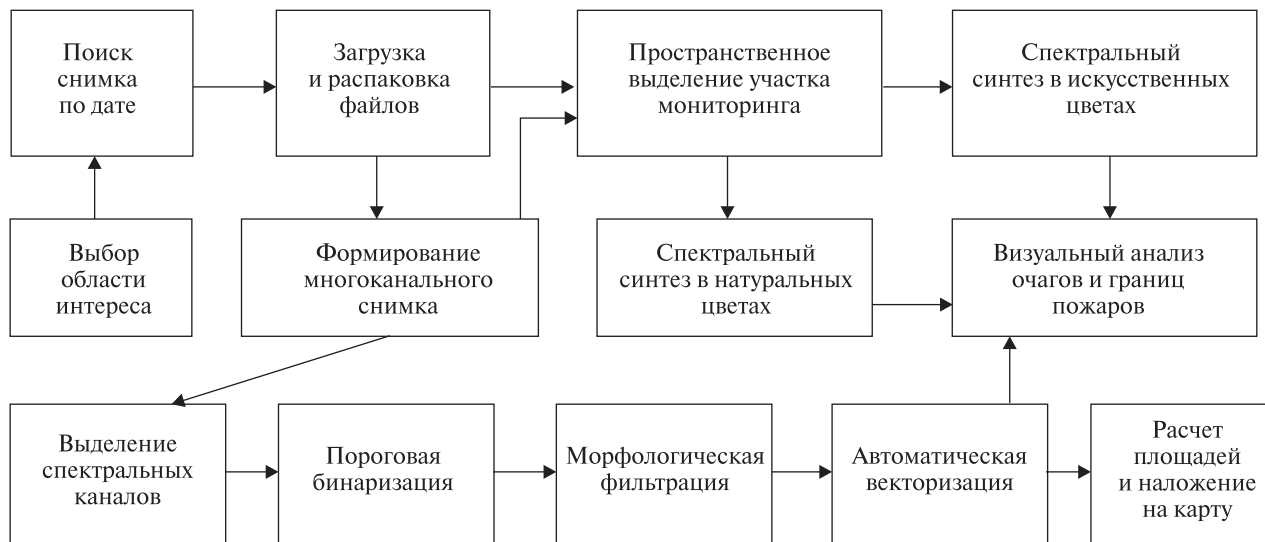 Поиск
снимка
по дате
Загрузка
и распаковка
файлов
Пространственное
выделение участка
мониторинга
Спектральный
синтез в искусственных
цветах
Выбор
области
интереса
Формирование
многоканального
снимка
Спектральный
синтез в натуральных
цветах
Визуальный анализ
очагов и границ
пожаров
Выделение
спектральных
каналов
Пороговая
бинаризация
Морфологическая
фильтрация
Автоматическая
векторизация
Расчет
площадей
и наложение
на карту